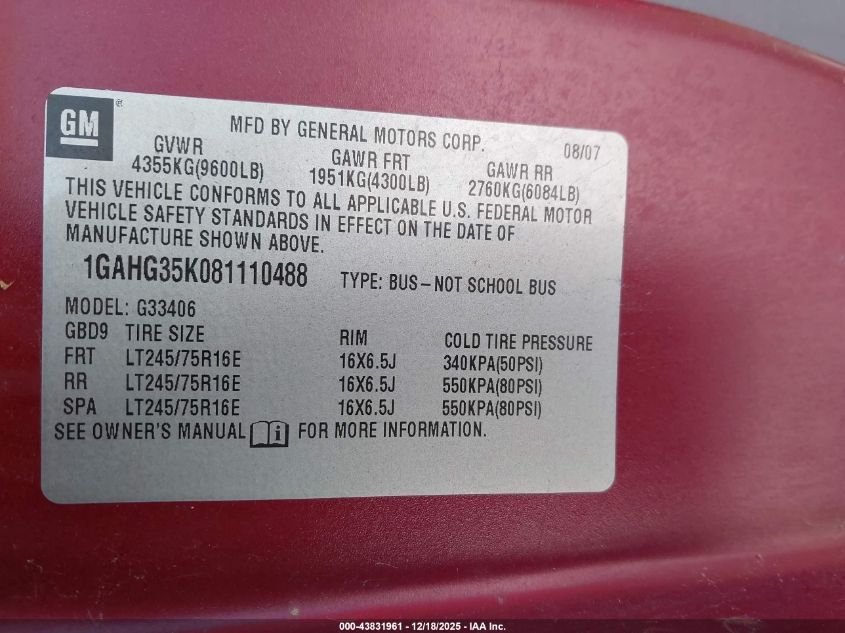 GM®
MFD BY GENERAL MOTORS CORP. 08/07
GVWR GAWR FRT GAWR RR
4355KG(9600LB) 1951KG(4300LB) 2760KG(6084LB)
THIS VEHICLE CONFORMS TO ALL APPLICABLE U.S. FEDERAL MOTOR
VEHICLE SAFETY STANDARDS IN EFFECT ON THE DATE OF
MANUFACTURE SHOWN ABOVE.
1GAHG35K081110488 TYPE: BUS–NOT SCHOOL BUS
MODEL: G33406
GBD9 TIRE SIZE RIM COLD TIRE PRESSURE
FRT LT245/75R16E 16X6.5J 340KPA(50PSI)
RR LT245/75R16E 16X6.5J 550KPA(80PSI)
SPA LT245/75R16E 16X6.5J 550KPA(80PSI)
SEE OWNER'S MANUAL FOR MORE INFORMATION.
000-43831961 - 12/18/2025 - IAA Inc.